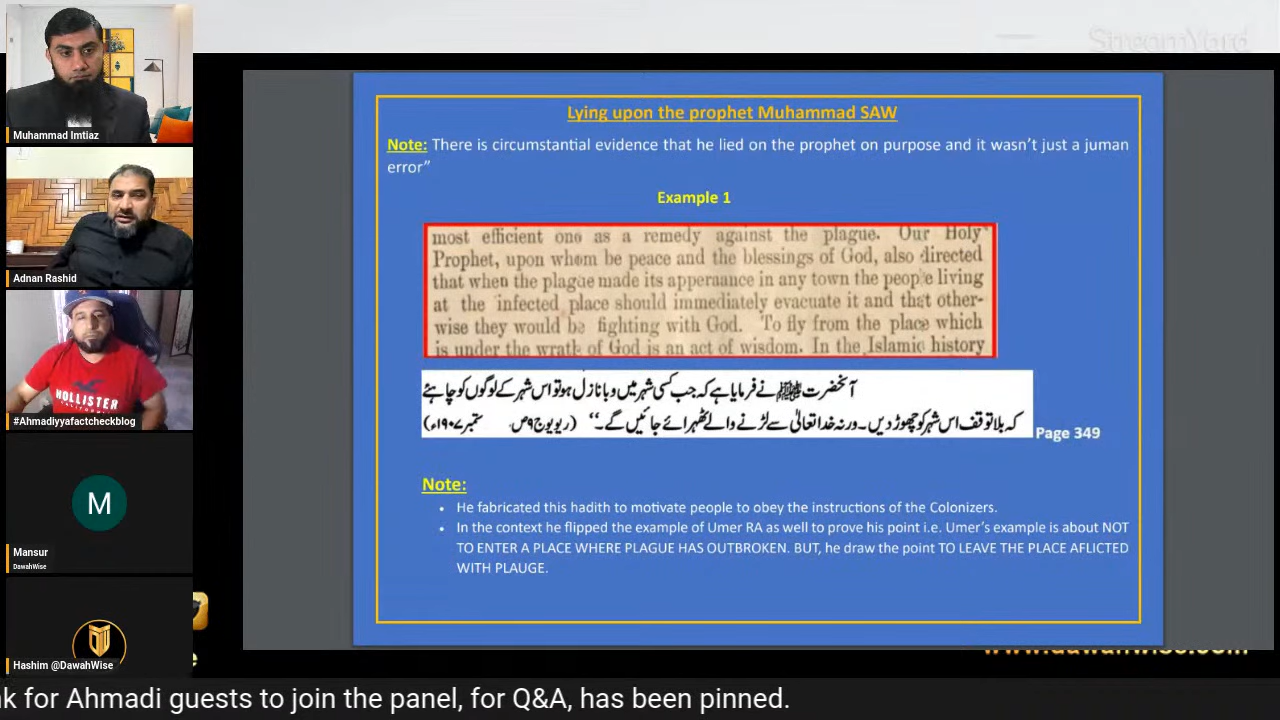 StreamYard
Muhammad Imtiaz
Adnan Rashid
#Ahmadiyyafactcheckblog
M
Mansur
DawahWise
Hashim @DawahWise
Lying upon the prophet Muhammad SAW
Note: There is circumstantial evidence that he lied on the prophet on purpose and it wasn’t just a juman
error”
Example 1
most efficient one as a remedy against the plague. Our Holy
Prophet, upon whom be peace and the blessings of God, also directed
that when the plague made its apperance in any town the people living
at the infected place should immediately evacuate it and that other-
wise they would be fighting with God. To fly from the place which
is under the wrath of God is an act of wisdom. In the Islamic history
آنحضرت ﷺ نے فرمایا ہے کہ جب کسی شہر میں وبا نازل ہو تو اس شہر کے لوگوں کو چاہئے
کہ بلا توقف اس شہر کو چھوڑ دیں۔ ورنہ خدا تعالیٰ سے لڑنے والے ٹھہرائے جائیں گے۔“ (ریویو ج۹ ص ستمبر ۱۹۰۷ء)
Page 349
Note:
• He fabricated this hadith to motivate people to obey the instructions of the Colonizers.
• In the context he flipped the example of Umer RA as well to prove his point i.e. Umer’s example is about NOT
TO ENTER A PLACE WHERE PLAGUE HAS OUTBROKEN. BUT, he draw the point TO LEAVE THE PLACE AFLICTED
WITH PLAUGE.
www.dawahwise.com
k for Ahmadi guests to join the panel, for Q&A, has been pinned.